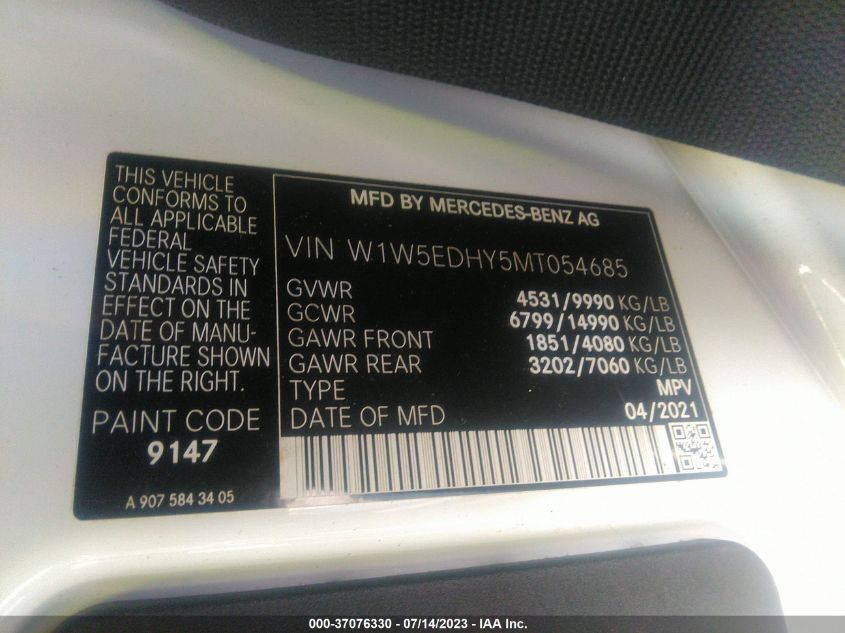 THIS VEHICLE
CONFORMS TO
ALL APPLICABLE
FEDERAL
VEHICLE SAFETY
STANDARDS IN
EFFECT ON THE
DATE OF MANU-
FACTURE SHOWN
ON THE RIGHT.
PAINT CODE
9147
A 907 584 34 05
MFD BY MERCEDES-BENZ AG
VIN W1W5EDHY5MT054685
GVWR 4531/9990 KG/LB
GCWR 6799/14990 KG/LB
GAWR FRONT 1851/4080 KG/LB
GAWR REAR 3202/7060 KG/LB
TYPE MPV
DATE OF MFD 04/2021
000-37076330 - 07/14/2023 - IAA Inc.